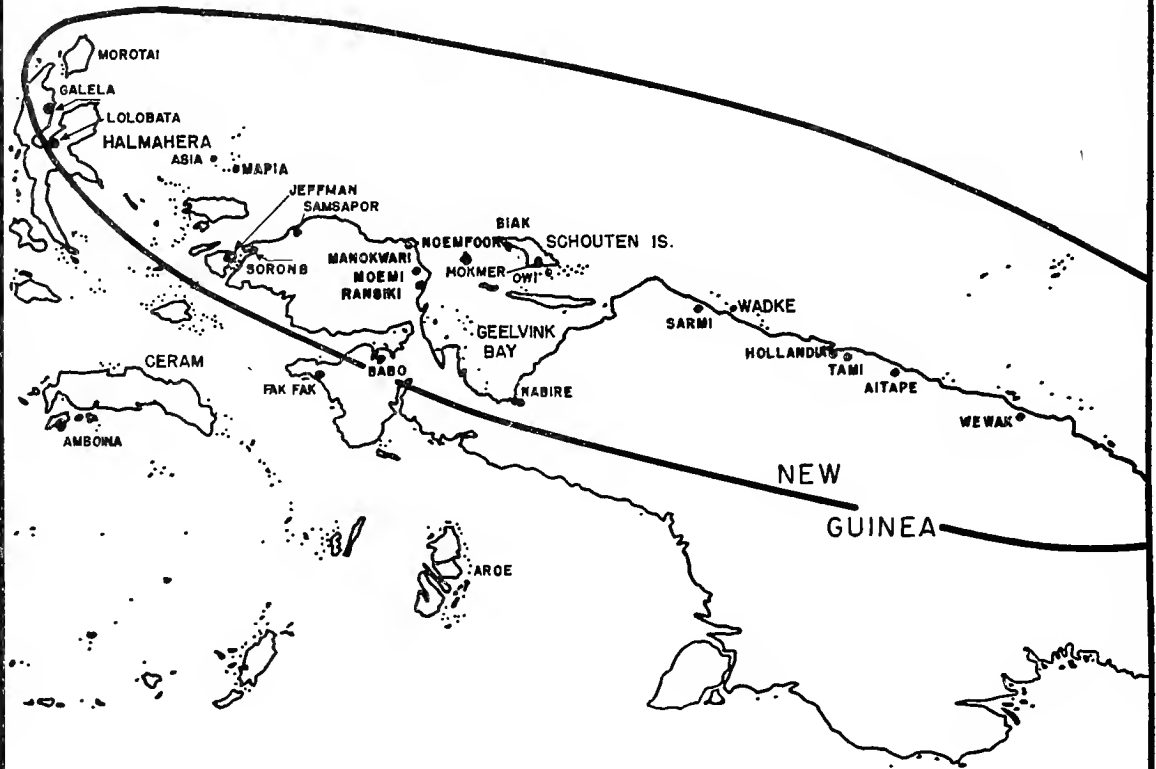 MOROTAI
GALELA
LOLOBATA
HALMAHERA
ASIA
MAPIA
JEFFMAN
SAMSAPOR
BIAK
NOEMFOOR
SCHOUTEN IS.
MANOKWARI
SORONG
MOKMER
OWI
MOEMI
RANSIKI
WADKE
SARMI
GEELVINK
BAY
HOLLANDIA
TAMI
CERAM
BABO
AITAPE
FAK FAK
NABIRE
WEWAK
AMBOINA
NEW
GUINEA
AROE